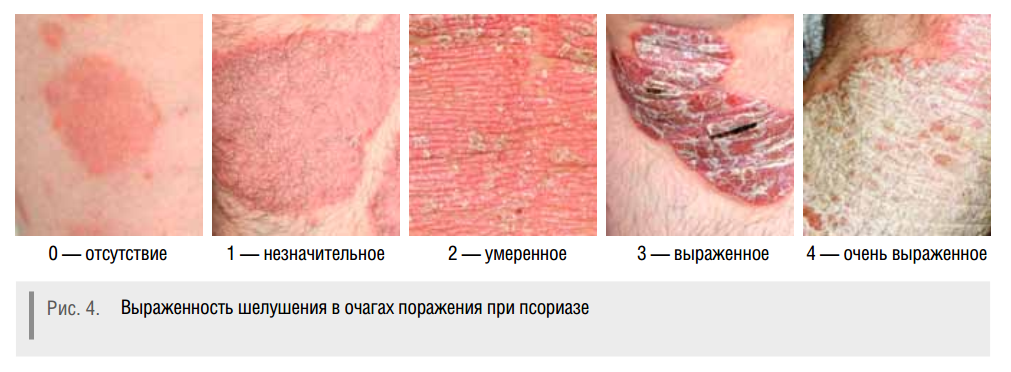 0 — отсутствие
1 — незначительное
2 — умеренное
3 — выраженное
4 — очень выраженное
Рис. 4. Выраженность шелушения в очагах поражения при псориазе